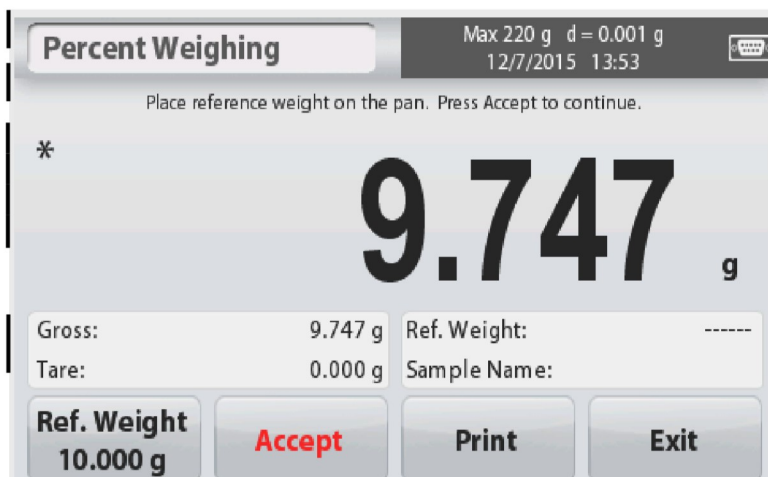 Percent Weighing
Max 220 g d = 0.001 g
12/7/2015 13:53
Place reference weight on the pan. Press Accept to continue.
*
9.747 g
Gross: 9.747 g
Tare: 0.000 g
Ref. Weight: ------
Sample Name:
Ref. Weight
10.000 g
Accept
Print
Exit